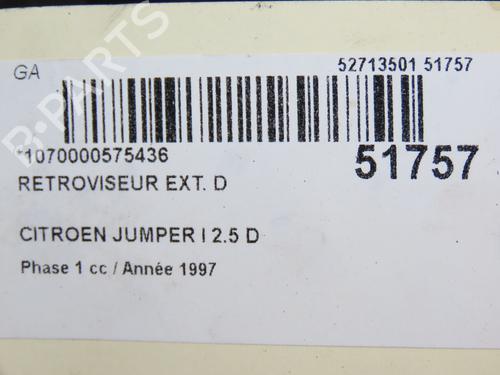 GA
52713501 51757
*1070000575436
51757
RETROVISEUR EXT. D
CITROEN JUMPER I 2.5 D
Phase 1 cc / Année 1997
B-PARTS